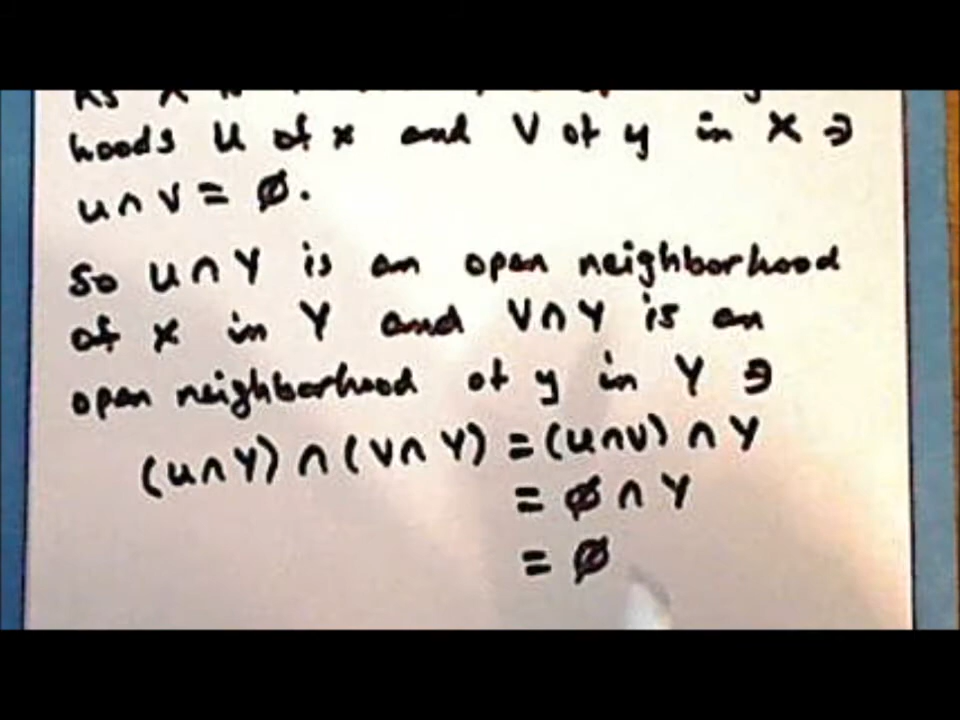 hoods U of x and V of y in X ∋
U ∩ V = ∅.
So U ∩ Y is an open neighborhood
of x in Y and V ∩ Y is an
open neighborhood of y in Y ∋
(U ∩ Y) ∩ (V ∩ Y) = (U ∩ V) ∩ Y
= ∅ ∩ Y
= ∅